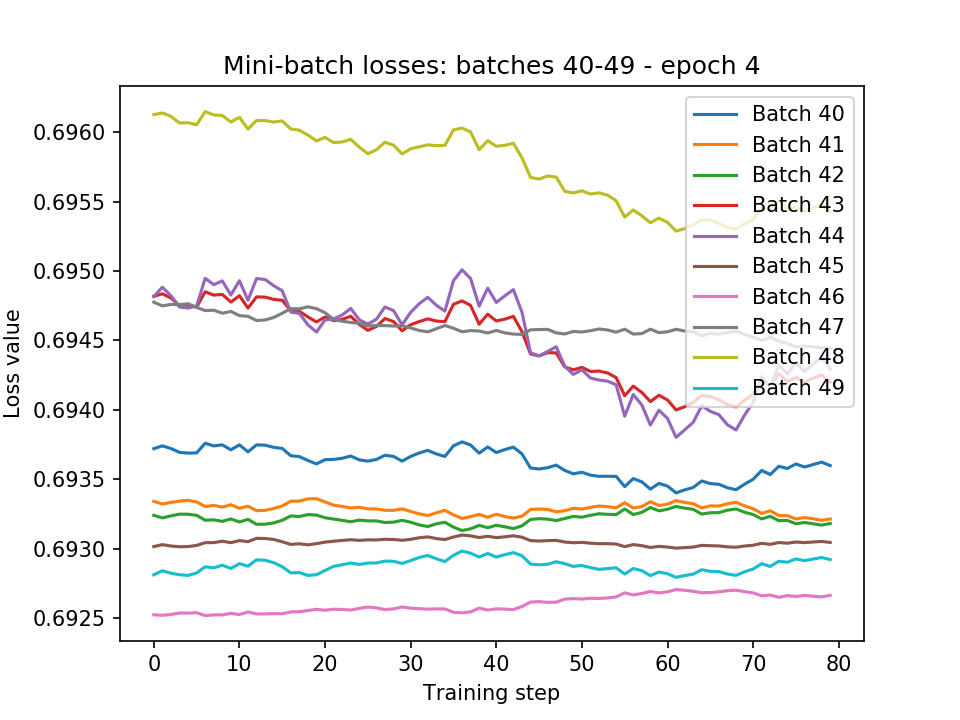 Mini-batch losses: batches 40-49 - epoch 4
0.6960
0.6955
0.6950
0.6945
0.6940
0.6935
0.6930
0.6925
Loss value
Batch 40
Batch 41
Batch 42
Batch 43
Batch 44
Batch 45
Batch 46
Batch 47
Batch 48
Batch 49
0 10 20 30 40 50 60 70 80
Training step